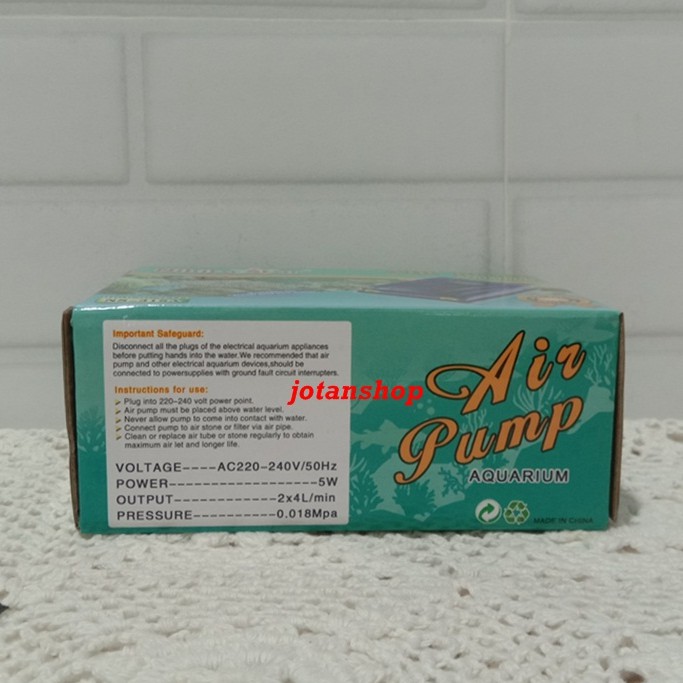 Important Safeguard:
Disconnect all the plugs of the electrical aquarium appliances
before putting hands into the water.We recommended that air
pump and other electrical aquarium devices,should be
connected to powersupplies with ground fault circuit interrupters.
Instructions for use:
Plug into 220-240 volt power point.
Air pump must be placed above water level.
Never allow pump to come into contact with water.
Connect pump to air stone or filter via air pipe.
Clean or replace air tube or stone regularly to obtain
maximum air let and longer life.
VOLTAGE----AC220-240V/50Hz
POWER------------------5W
OUTPUT-------------2x4L/min
PRESSURE----------0.018Mpa
jotanshop
Air
Pump
AQUARIUM
MADE IN CHINA